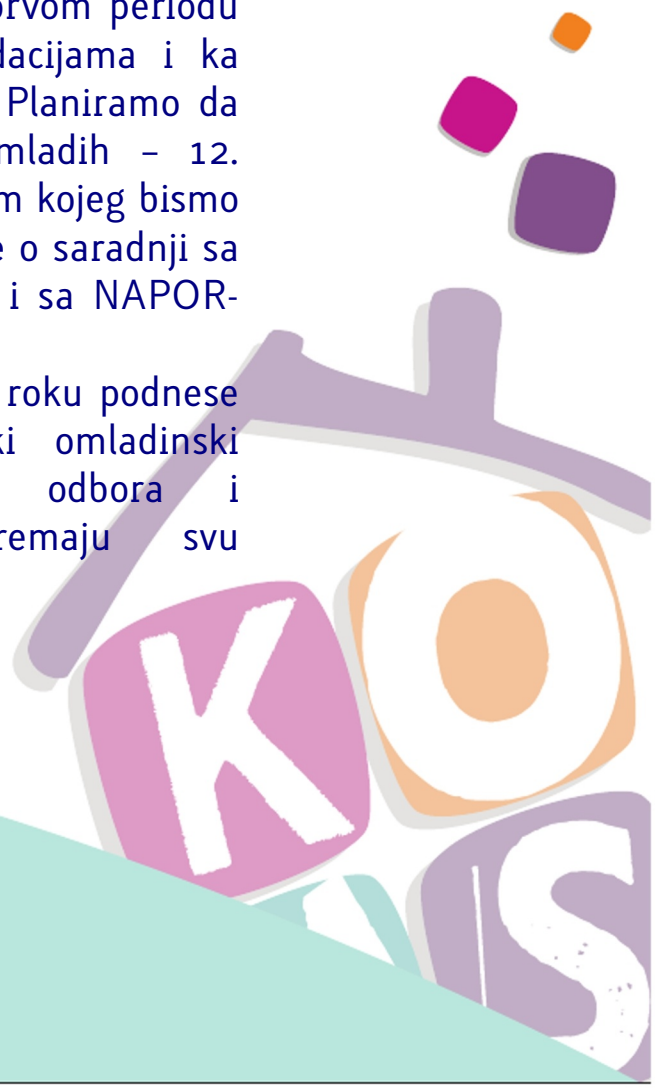 prvom periodu
dacijama i ka
Planiramo da
mladih – 12.
m kojeg bismo
e o saradnji sa
i sa NAPOR-
roku podnese
ki omladinski
odbora i
remaju svu
K O
S